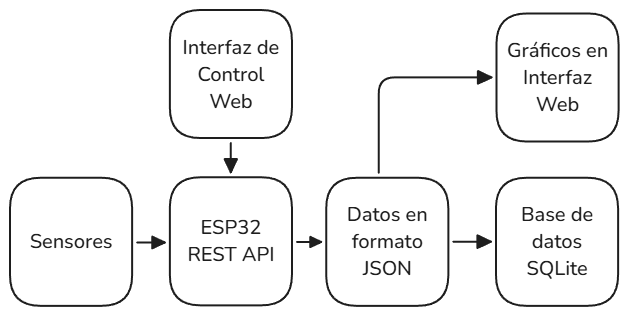 Interfaz de
Control
Web
Gráficos en
Interfaz
Web
Sensores
ESP32
REST API
Datos en
formato
JSON
Base de
datos
SQLite